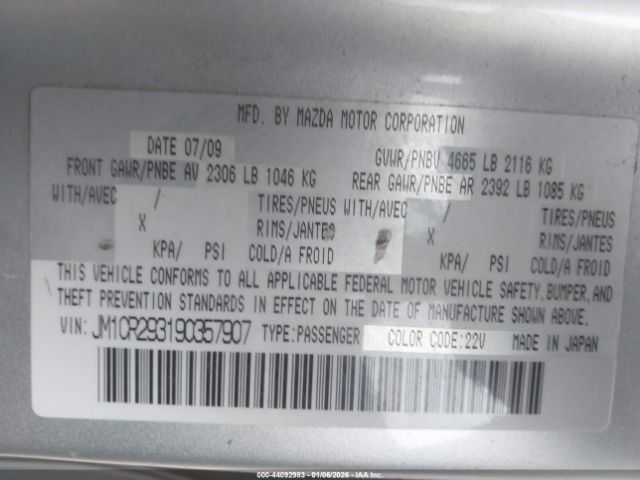 MFD. BY MAZDA MOTOR CORPORATION
DATE 07/09 GVWR/PNBV 4665 LB 2116 KG
FRONT GAWR/PNBE AV 2306 LB 1046 KG REAR GAWR/PNBE AR 2392 LB 1085 KG
WITH/AVEC / TIRES/PNEUS WITH/AVEC / TIRES/PNEUS
X RIMS/JANTES X RIMS/JANTES
KPA/ PSI COLD/A FROID KPA/ PSI COLD/A FROID
THIS VEHICLE CONFORMS TO ALL APPLICABLE FEDERAL MOTOR VEHICLE SAFETY, BUMPER, AND
THEFT PREVENTION STANDARDS IN EFFECT ON THE DATE OF MANUFACTURE SHOWN ABOVE.
VIN: JM1CR293190357907 TYPE:PASSENGER COLOR CODE:22V MADE IN JAPAN
000-44092983 - 01/06/2026 - IAA Inc.